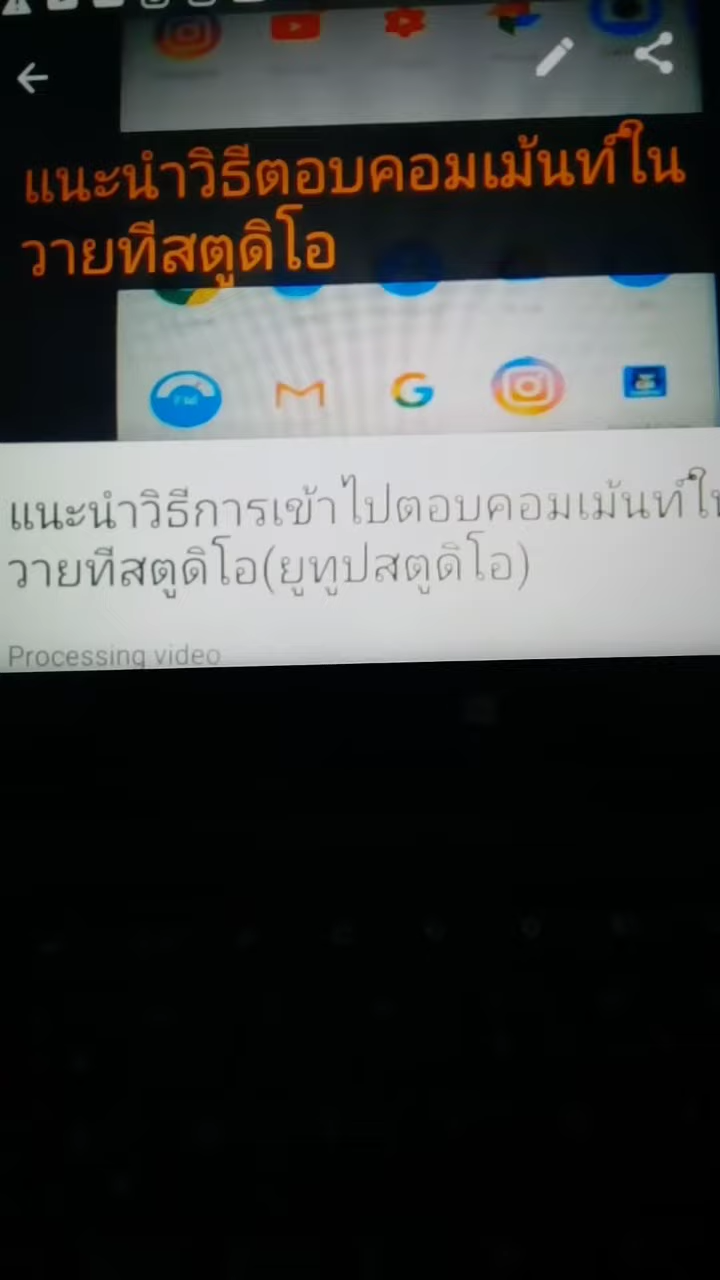 แนะนำวิธีตอบคอมเม้นท์ใน
วายทีสตูดิโอ
แนะนำวิธีการเข้าไปตอบคอมเม้นท์ใน
วายทีสตูดิโอ(ยูทูปสตูดิโอ)
Processing video